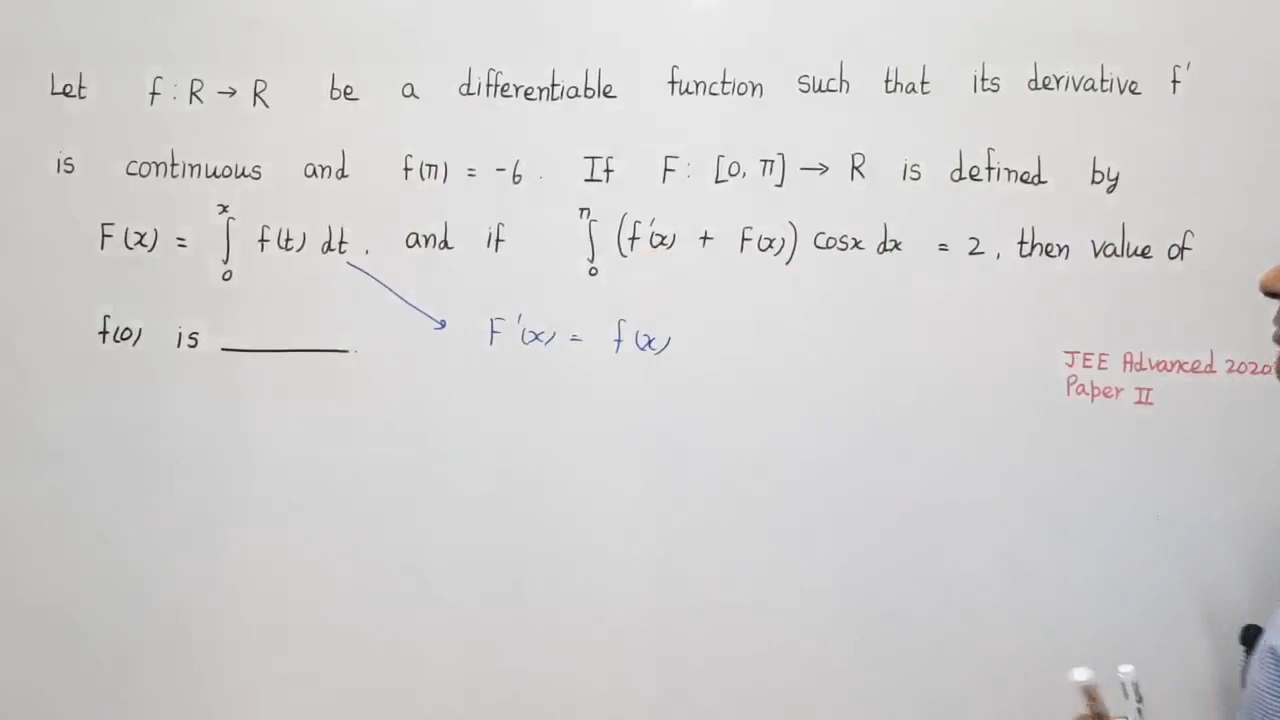 Let f : R → R be a differentiable function such that its derivative f'
is continuous and f(π) = -6. If F : [0, π] → R is defined by
F(x) = ∫₀ˣ f(t) dt, and if ∫₀^π (f'(x) + F(x)) cosx dx = 2, then value of
f(0) is ______.
F'(x) = f(x)
JEE Advanced 2020
Paper II